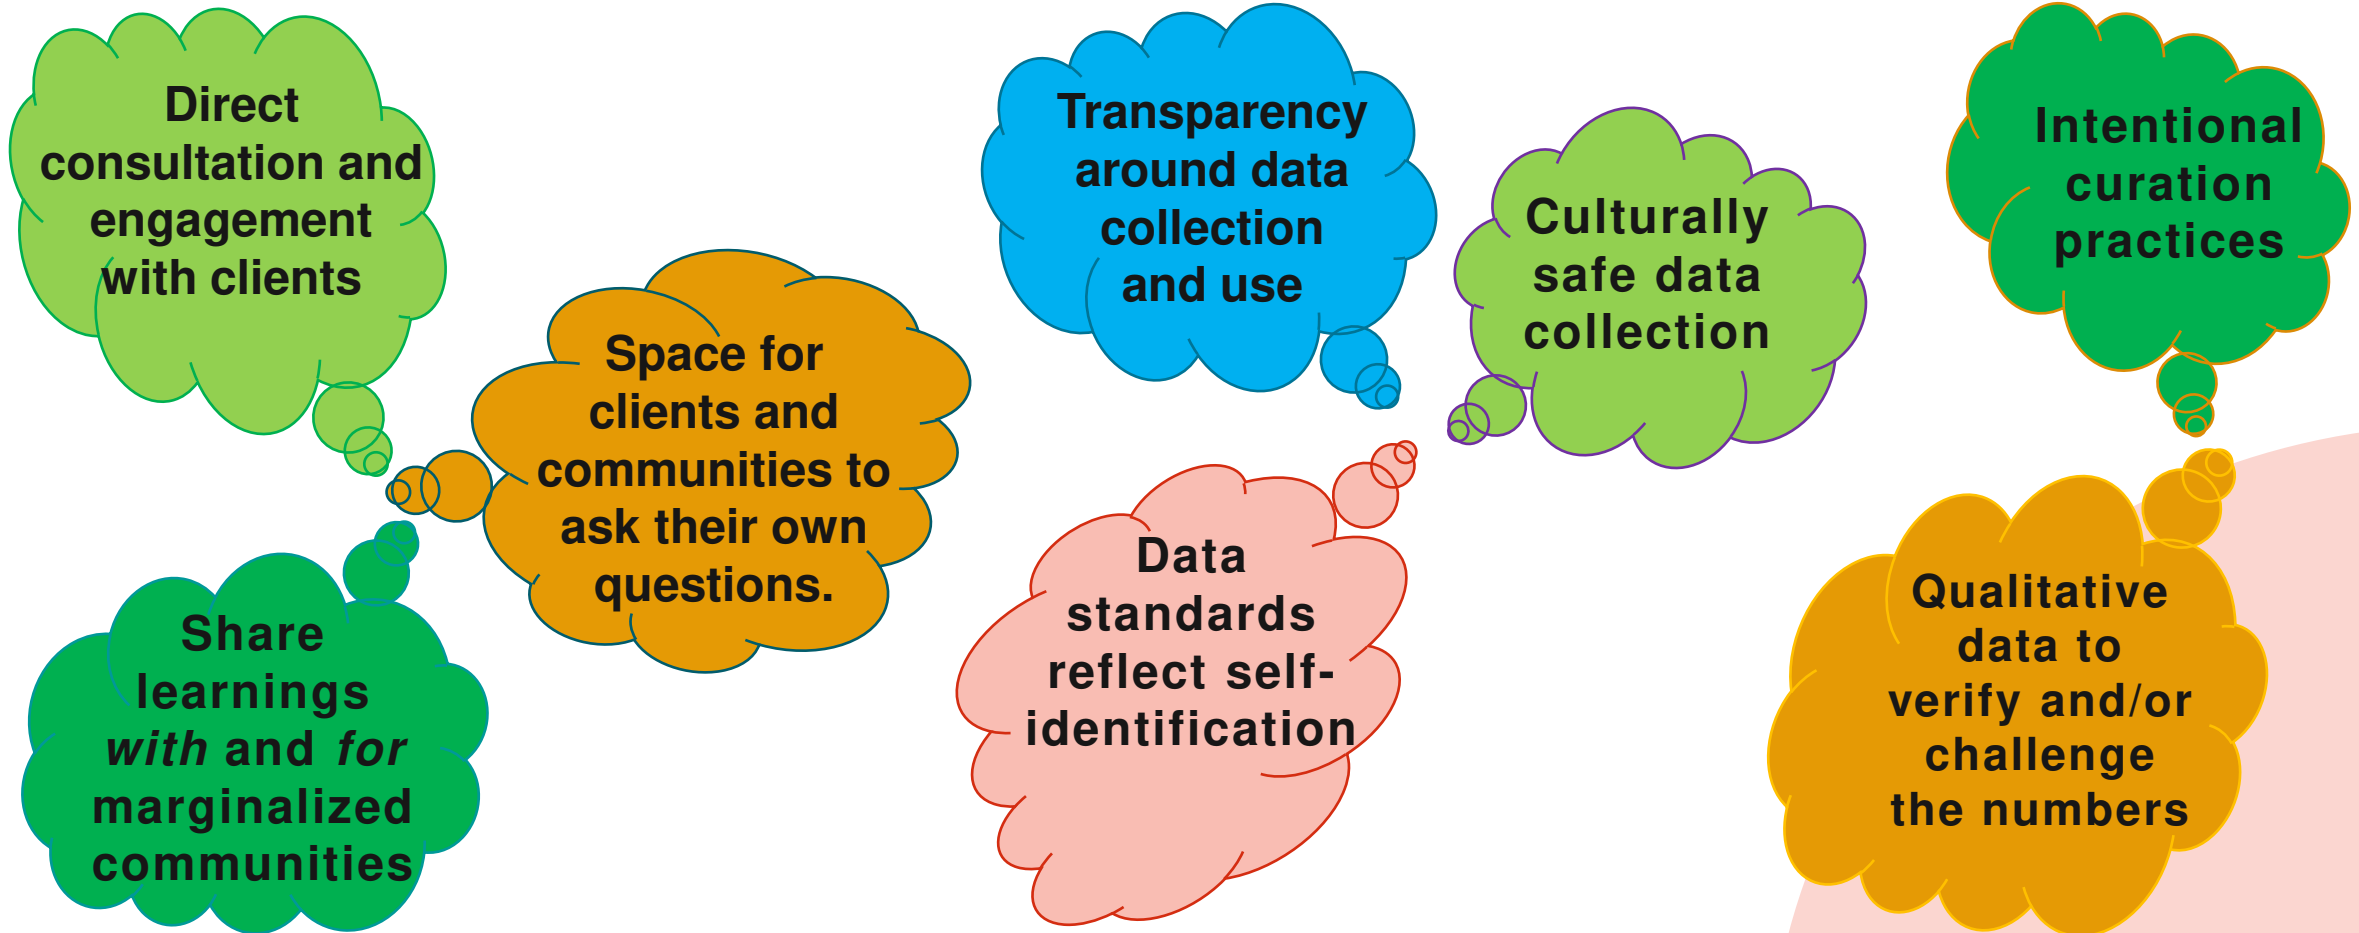 Direct
consultation and
engagement
with clients
Space for
clients and
communities to
ask their own
questions.
Share
learnings
with and for
marginalized
communities
Transparency
around data
collection
and use
Culturally
safe data
collection
Data
standards
reflect self-
identification
Intentional
curation
practices
Qualitative
data to
verify and/or
challenge
the numbers